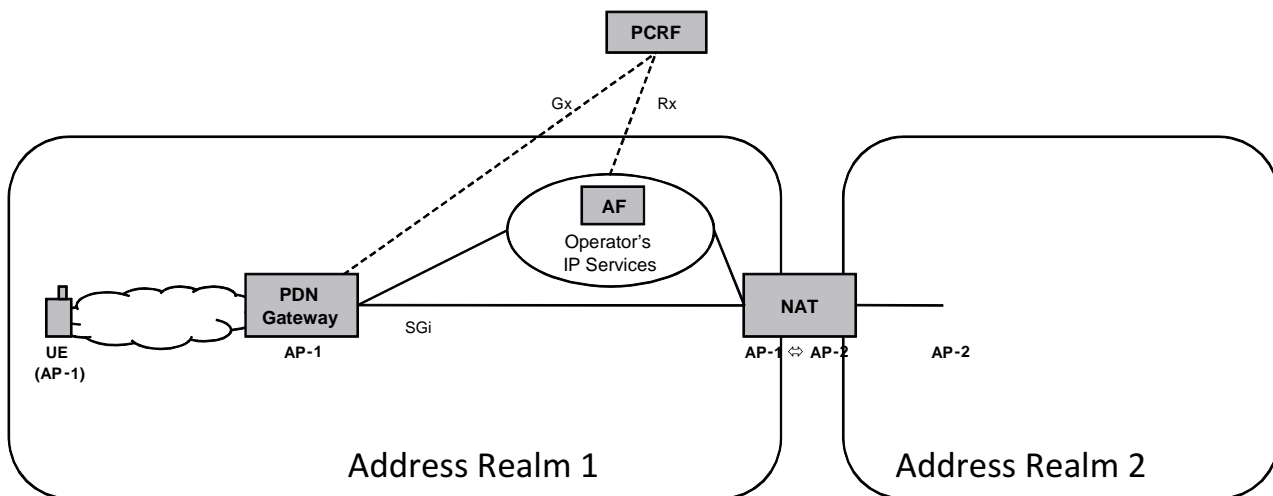 PCRF
Gx
Rx
AF
Operator's
IP Services
PDN
Gateway
NAT
SGi
UE
(AP-1)
AP-1
AP-1 ⇔ AP-2
AP-2
Address Realm 1
Address Realm 2